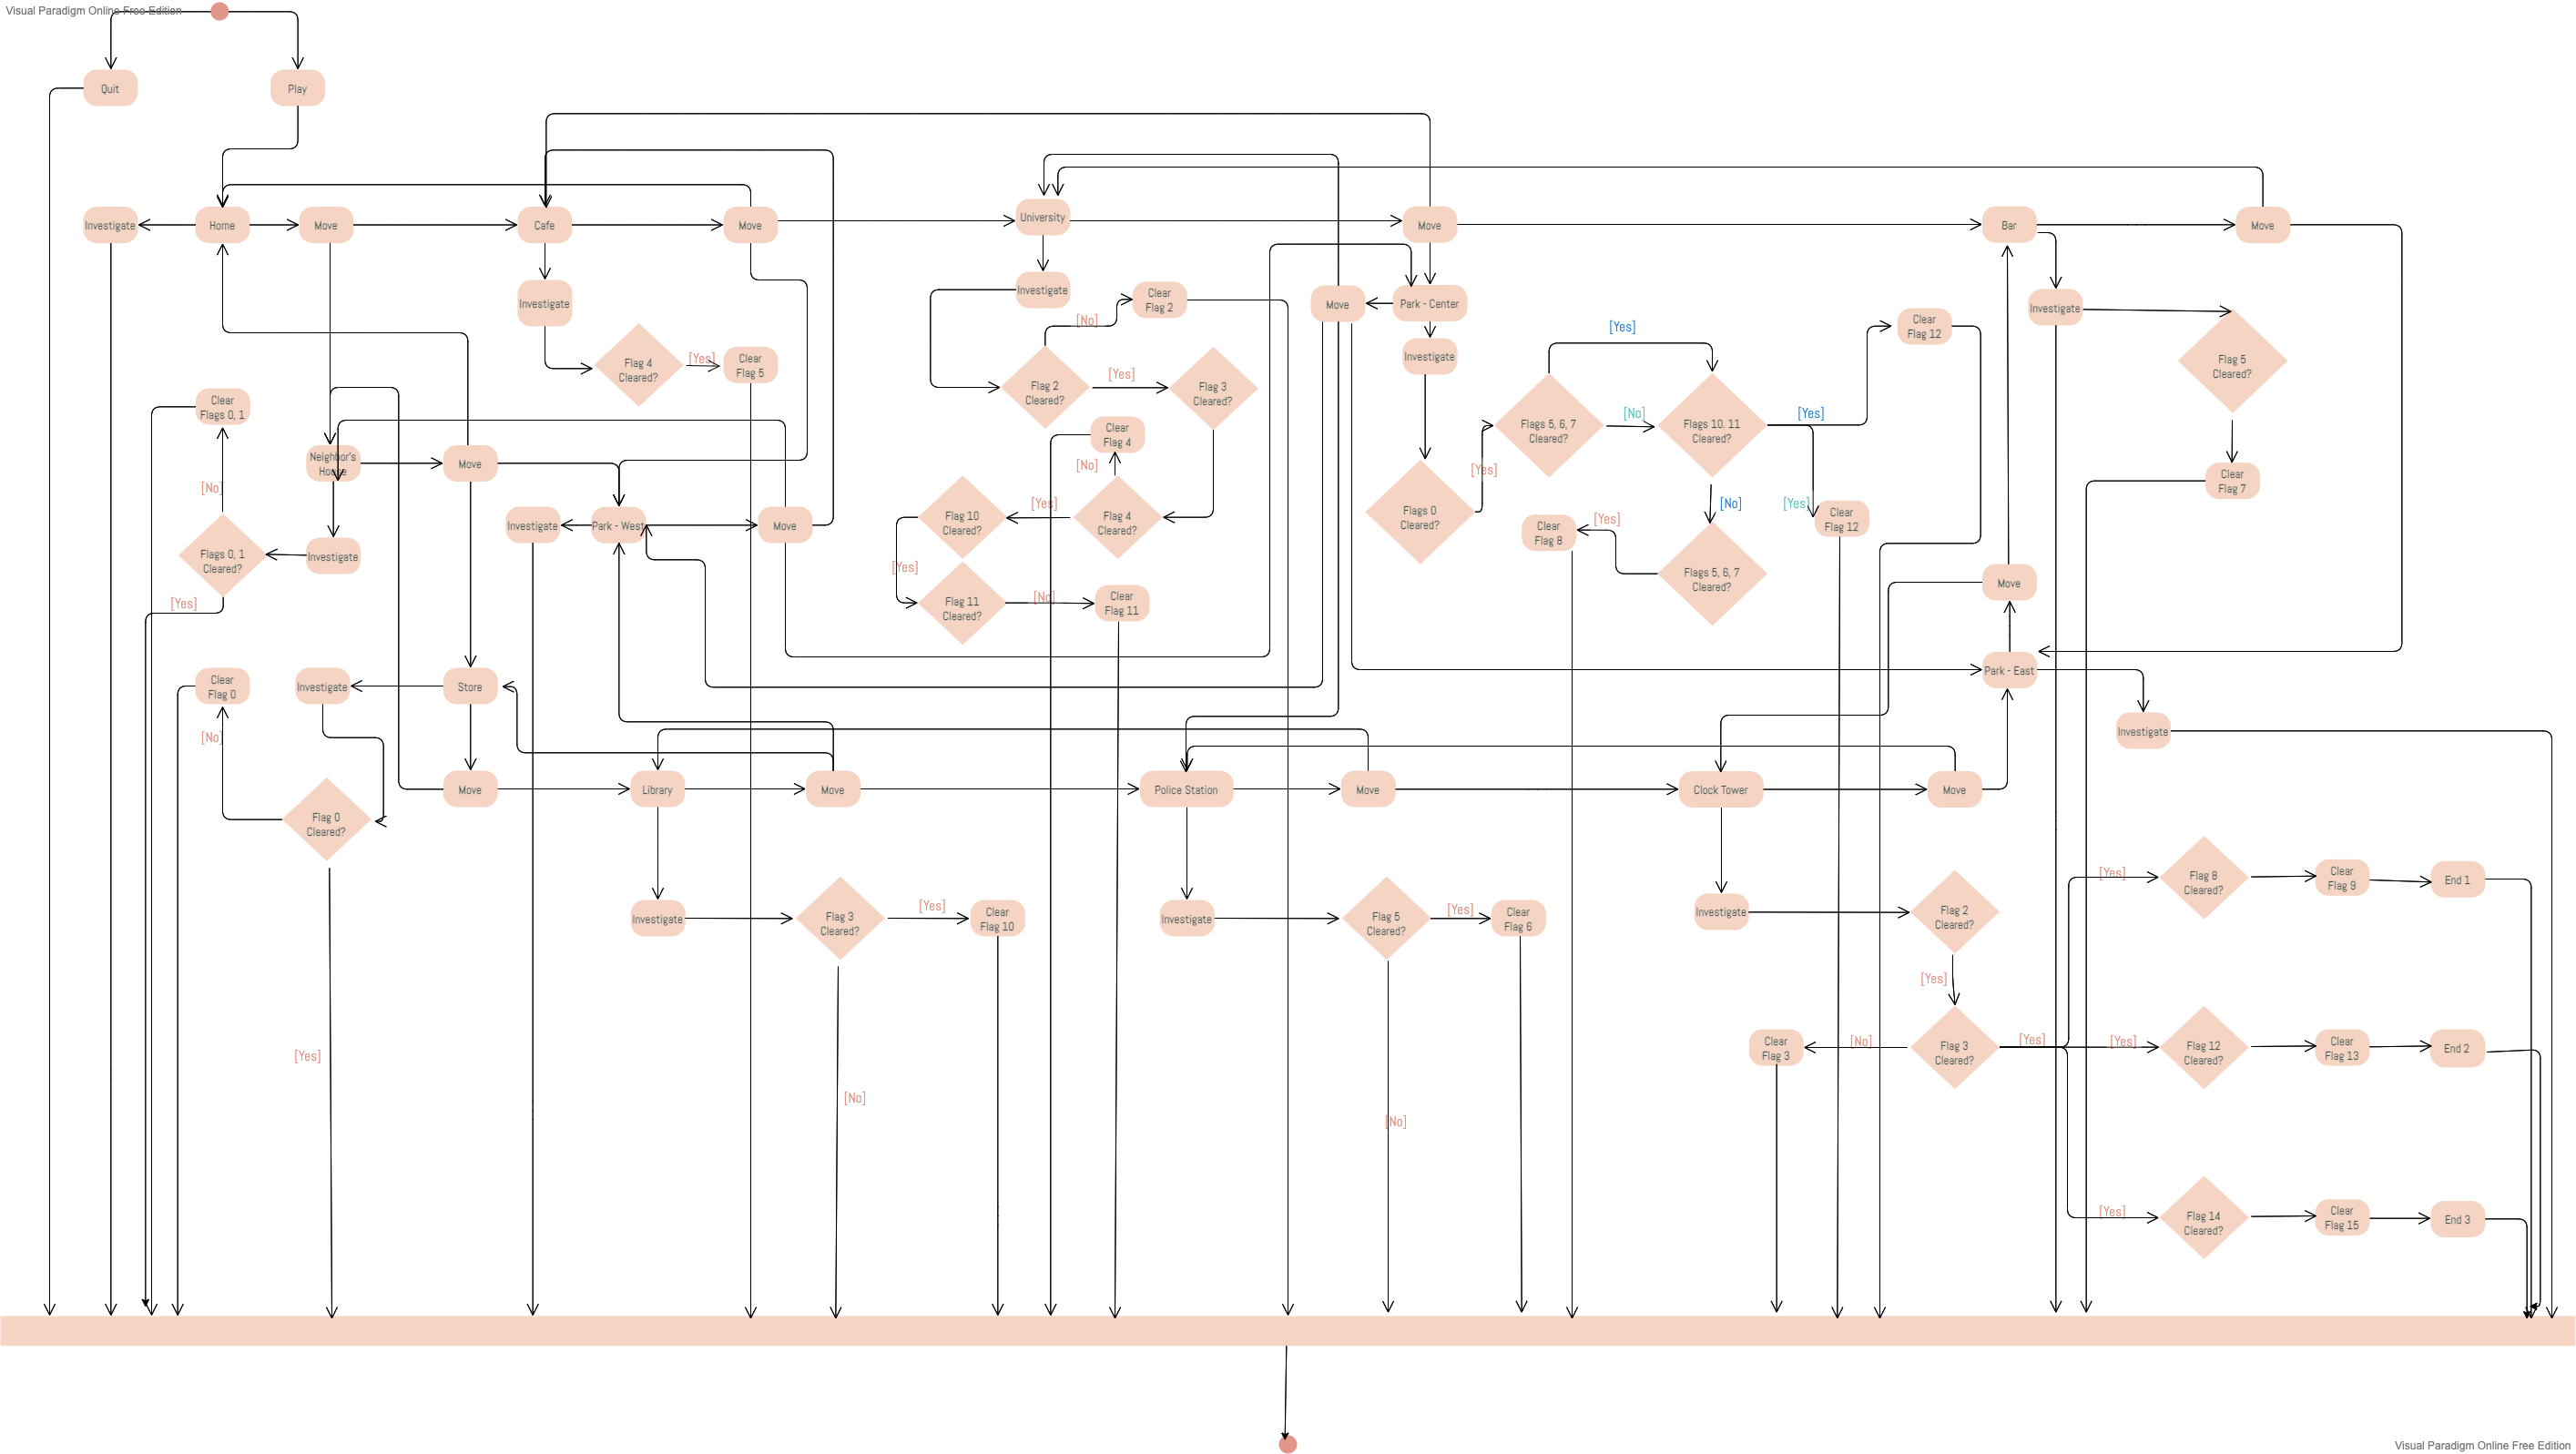 Visual Paradigm Online Free Edition
Quit
Play
Investigate
Home
Move
Cafe
Move
University
Move
Bar
Move
Investigate
Investigate
Clear
Flag 2
Move
Park - Center
Investigate
[No]
[Yes]
Clear
Flag 12
Flag 4
Cleared?
[Yes]
Clear
Flag 5
Flag 2
Cleared?
[Yes]
Flag 3
Cleared?
Investigate
Flag 5
Cleared?
Clear
Flags 0, 1
Clear
Flag 4
Flags 5, 6, 7
Cleared?
[No]
Flags 10. 11
Cleared?
[Yes]
Neighbor's
House
Move
[No]
[Yes]
Clear
Flag 7
[No]
[Yes]
[No]
[Yes]
Investigate
Park - West
Move
Flag 10
Cleared?
Flag 4
Cleared?
Flags 0
Cleared?
Clear
Flag 8
[Yes]
Clear
Flag 12
Flags 0, 1
Cleared?
Investigate
[Yes]
Flags 5, 6, 7
Cleared?
Move
[Yes]
Flag 11
Cleared?
[No]
Clear
Flag 11
Clear
Flag 0
Investigate
Store
Park - East
[No]
Investigate
Move
Library
Move
Police Station
Move
Clock Tower
Move
Flag 0
Cleared?
Investigate
Flag 3
Cleared?
[Yes]
Clear
Flag 10
Investigate
Flag 5
Cleared?
[Yes]
Clear
Flag 6
Investigate
Flag 2
Cleared?
[Yes]
Flag 8
Cleared?
Clear
Flag 9
End 1
[Yes]
[Yes]
[No]
[No]
Clear
Flag 3
[No]
Flag 3
Cleared?
[Yes]
[Yes]
Flag 12
Cleared?
Clear
Flag 13
End 2
[Yes]
Flag 14
Cleared?
Clear
Flag 15
End 3
Visual Paradigm Online Free Edition